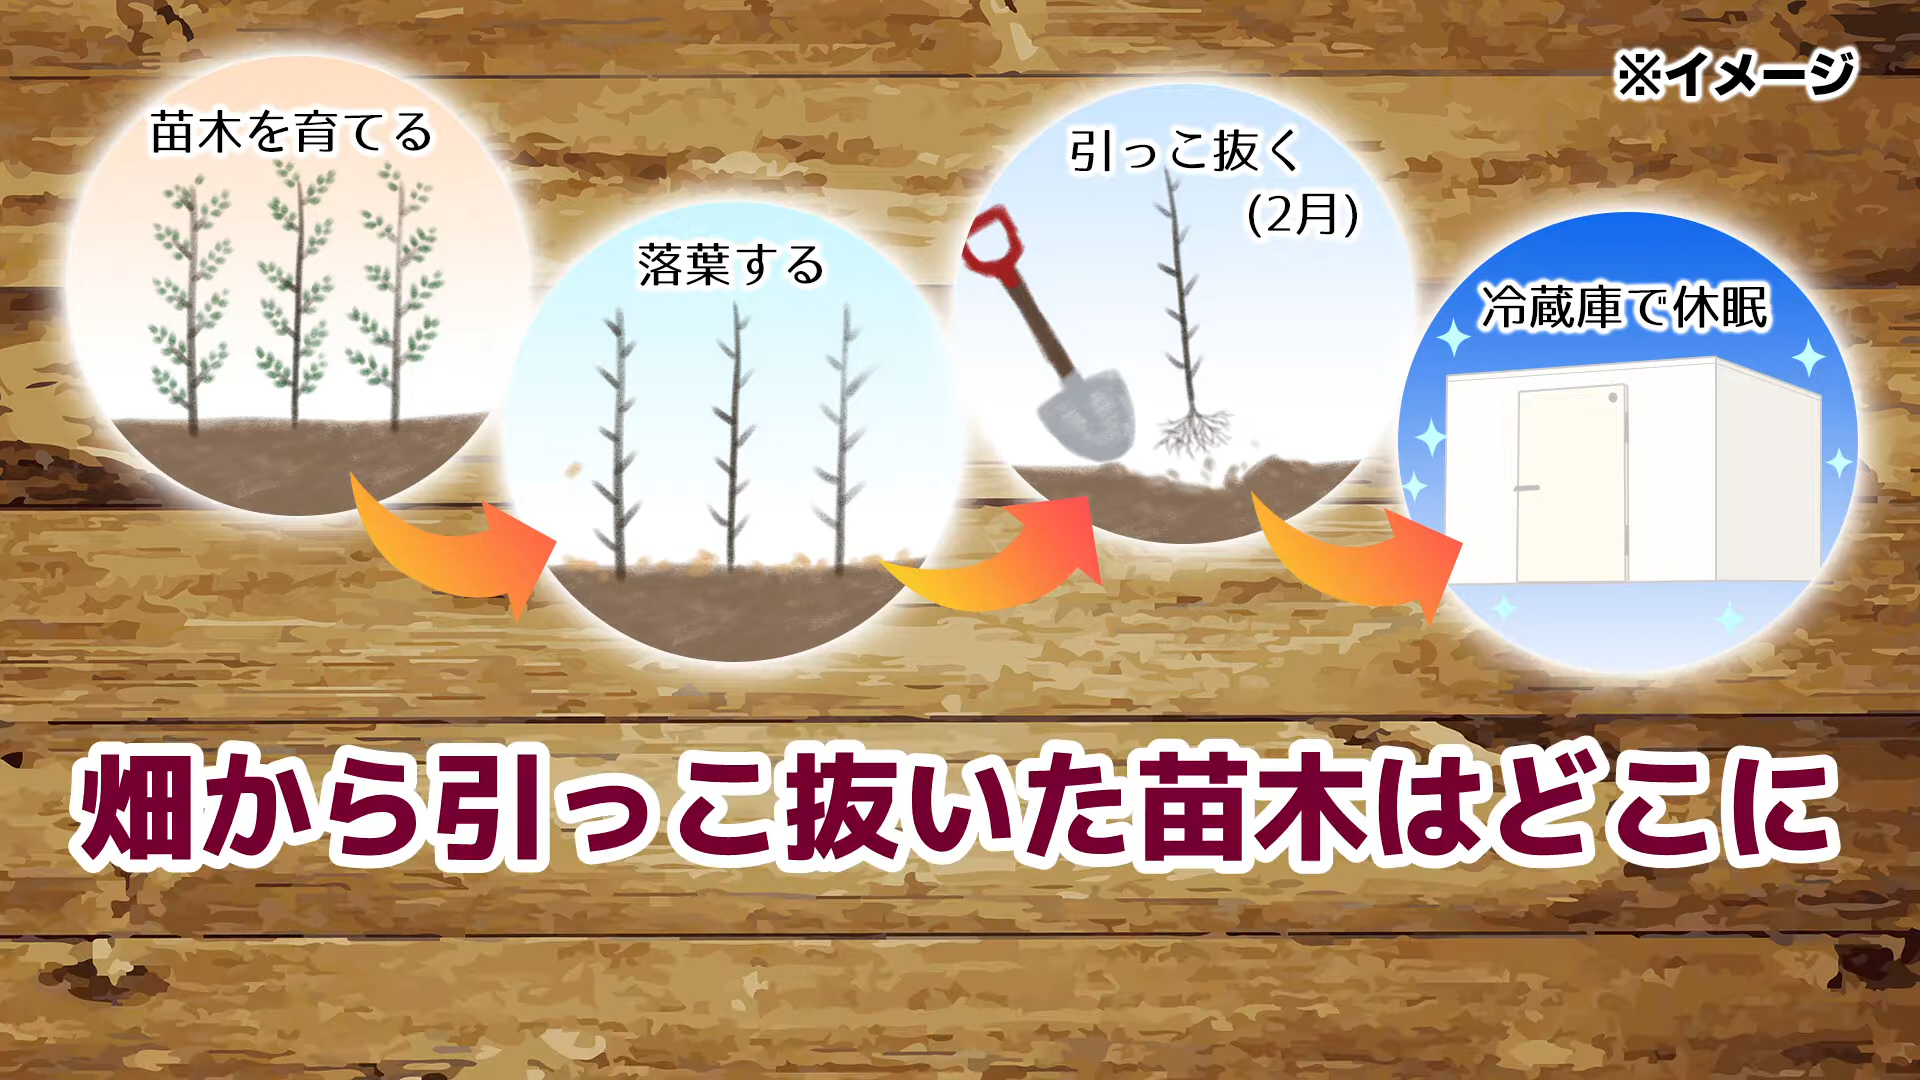 ※イメージ
苗木を育てる
落葉する
引っこ抜く
(2月)
冷蔵庫で休眠
畑から引っこ抜いた苗木はどこに